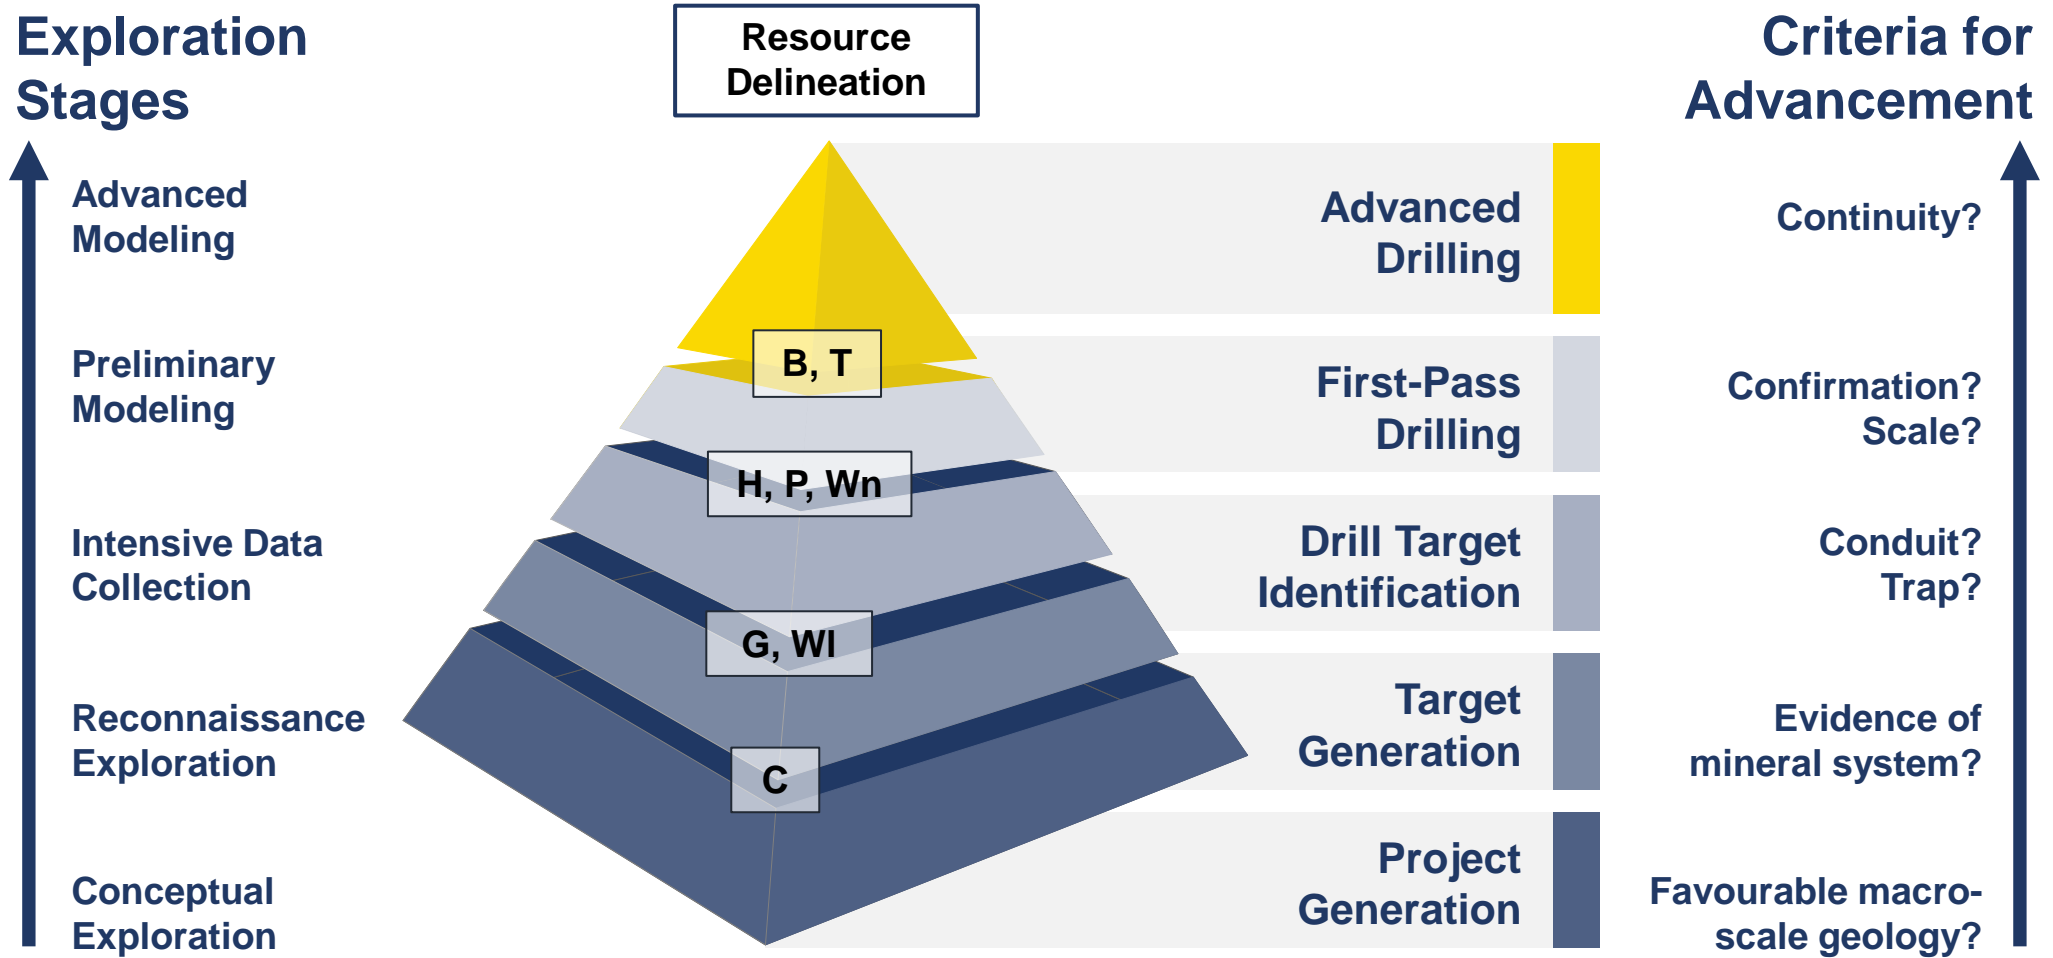 Exploration
Stages
Resource
Delineation
Criteria for
Advancement
Advanced
Modeling
Advanced
Drilling
Continuity?
B, T
Preliminary
Modeling
First-Pass
Drilling
Confirmation?
Scale?
H, P, Wn
Intensive Data
Collection
Drill Target
Identification
Conduit?
Trap?
G, Wl
Reconnaissance
Exploration
Target
Generation
Evidence of
mineral system?
C
Conceptual
Exploration
Project
Generation
Favourable macro-
scale geology?